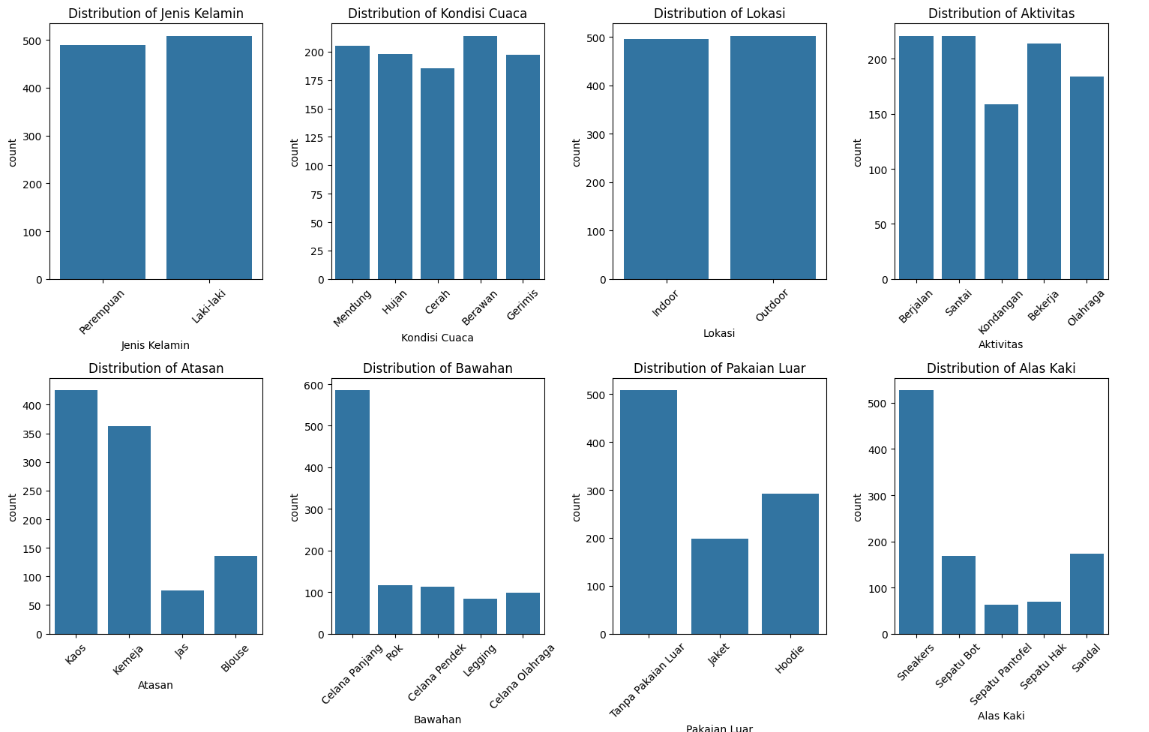 Distribution of Jenis Kelamin
500
400
300
200
100
0
count
Perempuan
Laki-laki
Jenis Kelamin
Distribution of Kondisi Cuaca
200
175
150
125
100
75
50
25
0
count
Mendung
Hujan
Cerah
Berawan
Gerimis
Kondisi Cuaca
Distribution of Lokasi
500
400
300
200
100
0
count
Indoor
Outdoor
Lokasi
Distribution of Aktivitas
200
150
100
50
0
count
Berjalan
Santai
Kondangan
Bekerja
Olahraga
Aktivitas
Distribution of Atasan
400
350
300
250
200
150
100
50
0
count
Kaos
Kemeja
Jas
Blouse
Atasan
Distribution of Bawahan
600
500
400
300
200
100
0
count
Celana Panjang
Rok
Celana Pendek
Legging
Celana Olahraga
Bawahan
Distribution of Pakaian Luar
500
400
300
200
100
0
count
Tanpa Pakaian Luar
Jaket
Hoodie
Pakaian Luar
Distribution of Alas Kaki
500
400
300
200
100
0
count
Sneakers
Sepatu Bot
Sepatu Pantofel
Sepatu Hak
Sandal
Alas Kaki